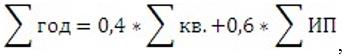 ∑ год = 0,4 * ∑ кв. +0,6 * ∑ ИП ,